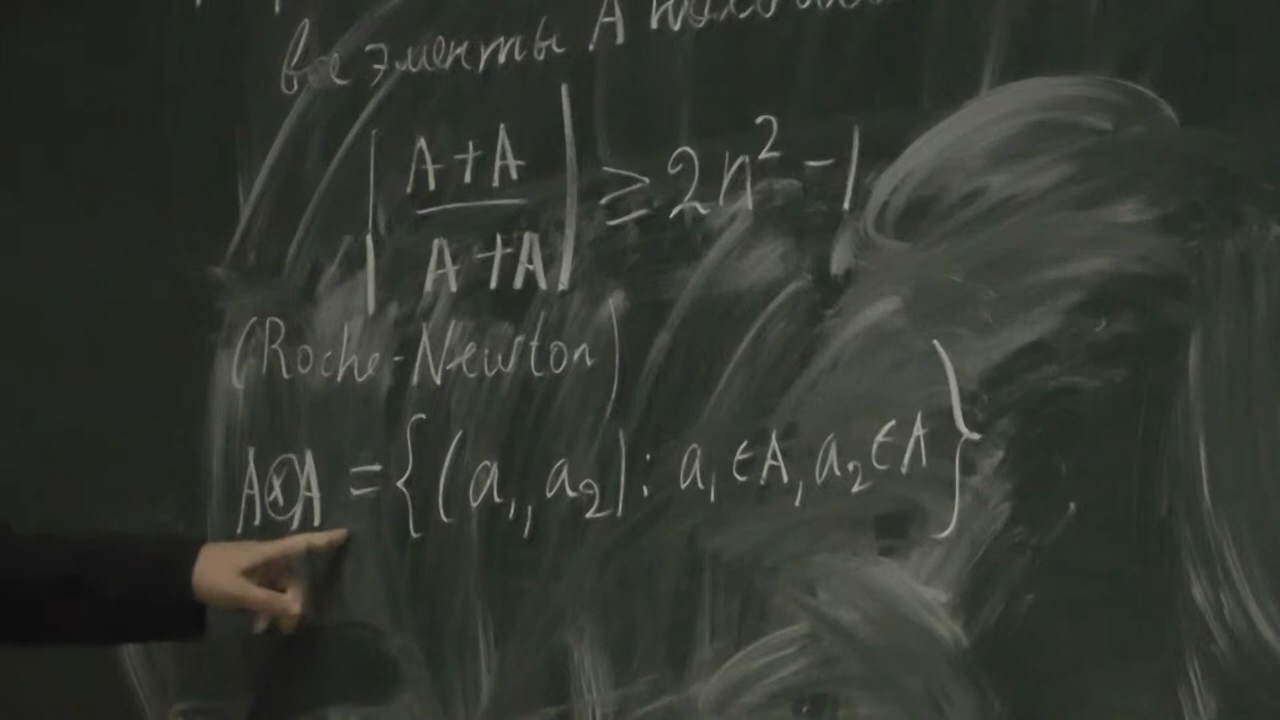 все элементы A
| (A+A)/(A+A) | ≥ 2n² - 1
(Roche-Newton)
A⊗A = {(a₁, a₂): a₁ ∈ A, a₂ ∈ A}